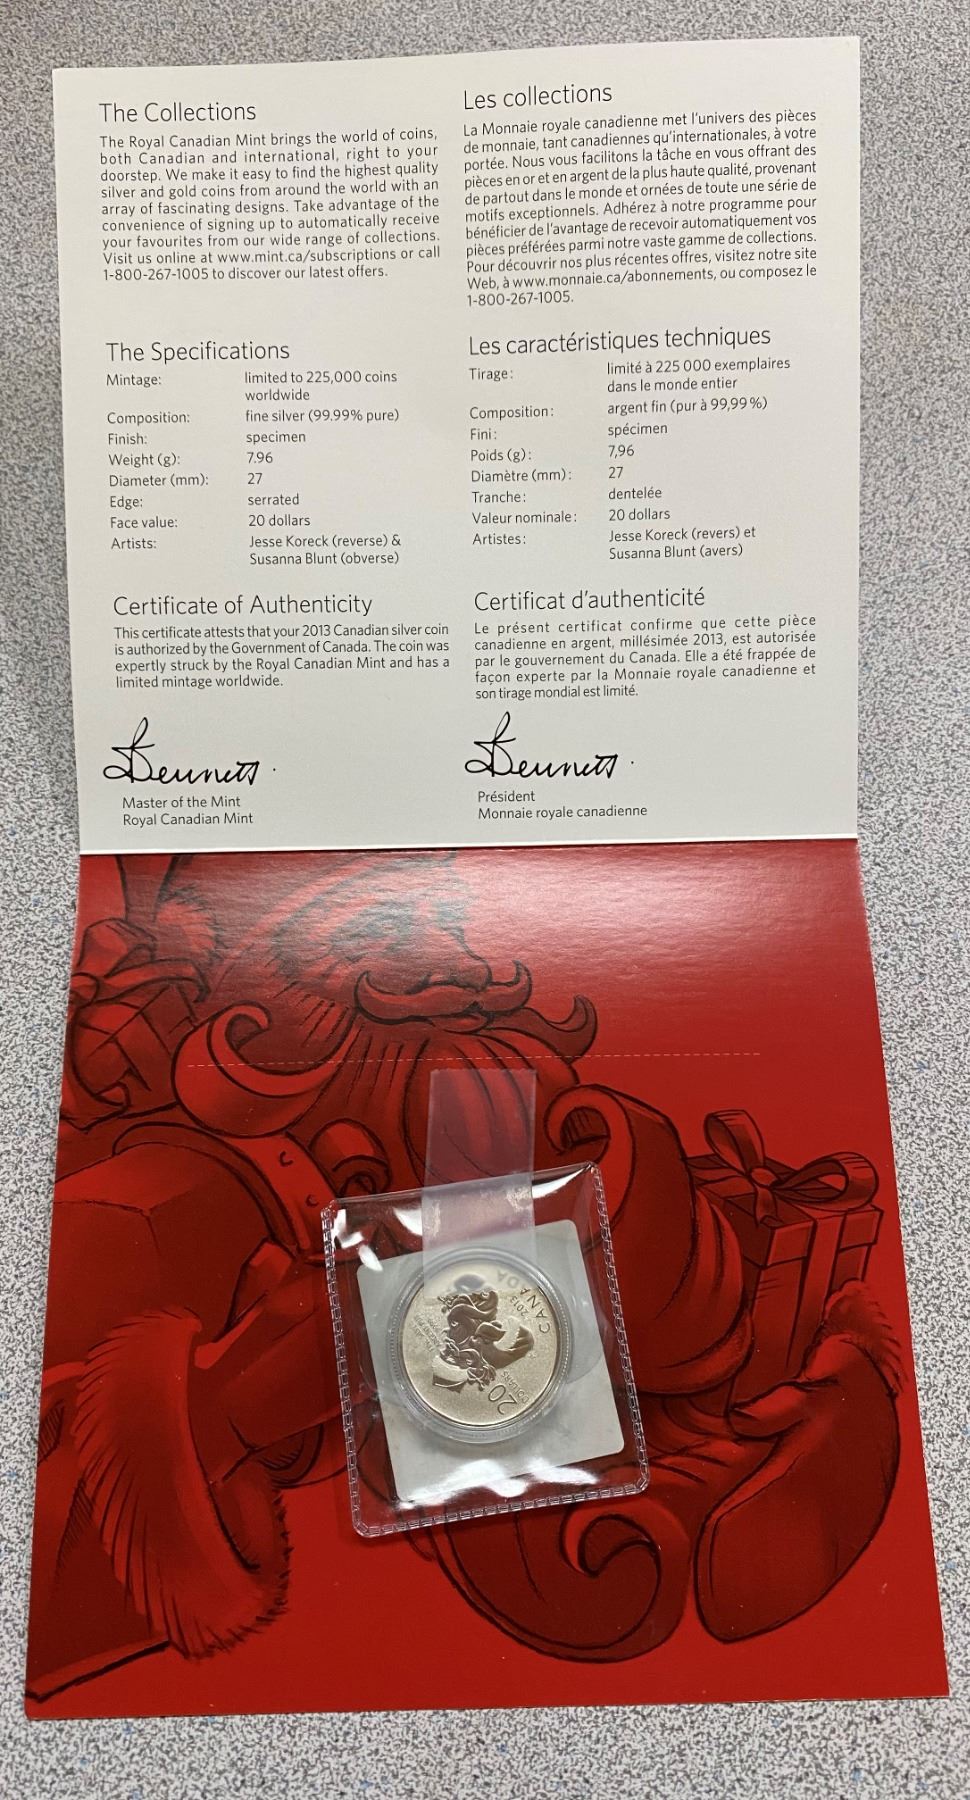 The Collections
The Royal Canadian Mint brings the world of coins,
both Canadian and international, right to your
doorstep. We make it easy to find the highest quality
silver and gold coins from around the world with an
array of fascinating designs. Take advantage of the
convenience of signing up to automatically receive
your favourites from our wide range of collections.
Visit us online at www.mint.ca/subscriptions or call
1-800-267-1005 to discover our latest offers.
The Specifications
Mintage: limited to 225,000 coins
worldwide
Composition: fine silver (99.99% pure)
Finish: specimen
Weight (g): 7.96
Diameter (mm): 27
Edge: serrated
Face value: 20 dollars
Artists: Jesse Koreck (reverse) &
Susanna Blunt (obverse)
Certificate of Authenticity
This certificate attests that your 2013 Canadian silver coin
is authorized by the Government of Canada. The coin was
expertly struck by the Royal Canadian Mint and has a
limited mintage worldwide.
Bennett
Master of the Mint
Royal Canadian Mint
Les collections
La Monnaie royale canadienne met l'univers des pièces
de monnaie, tant canadiennes qu'internationales, à votre
portée. Nous vous facilitons la tâche en vous offrant des
pièces en or et en argent de la plus haute qualité, provenant
de partout dans le monde et ornées de toute une série de
motifs exceptionnels. Adhérez à notre programme pour
bénéficier de l'avantage de recevoir automatiquement vos
pièces préférées parmi notre vaste gamme de collections.
Pour découvrir nos plus récentes offres, visitez notre site
Web, à www.monnaie.ca/abonnements, ou composez le
1-800-267-1005.
Les caractéristiques techniques
Tirage: limité à 225 000 exemplaires
dans le monde entier
Composition: argent fin (pur à 99,99 %)
Fini: spécimen
Poids (g): 7,96
Diamètre (mm): 27
Tranche: dentelée
Valeur nominale: 20 dollars
Artistes: Jesse Koreck (revers) et
Susanna Blunt (avers)
Certificat d'authenticité
Le présent certificat confirme que cette pièce
canadienne en argent, millésimée 2013, est autorisée
par le gouvernement du Canada. Elle a été frappée de
façon experte par la Monnaie royale canadienne et
son tirage mondial est limité.
Bennett
Président
Monnaie royale canadienne
CANADA
2013
20
DOLLARS